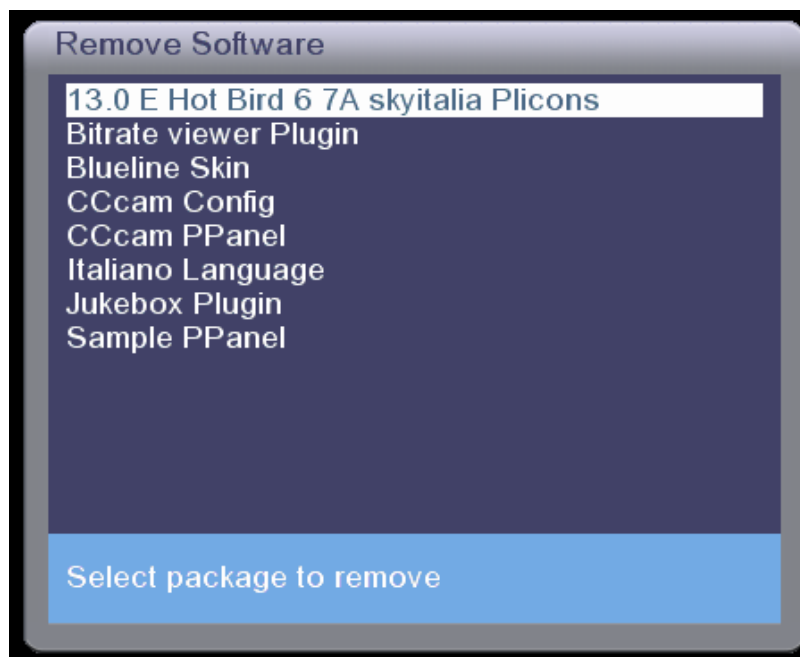 Remove Software
13.0 E Hot Bird 6 7A skyitalia Plicons
Bitrate viewer Plugin
Blueline Skin
CCcam Config
CCcam PPanel
Italiano Language
Jukebox Plugin
Sample PPanel
Select package to remove